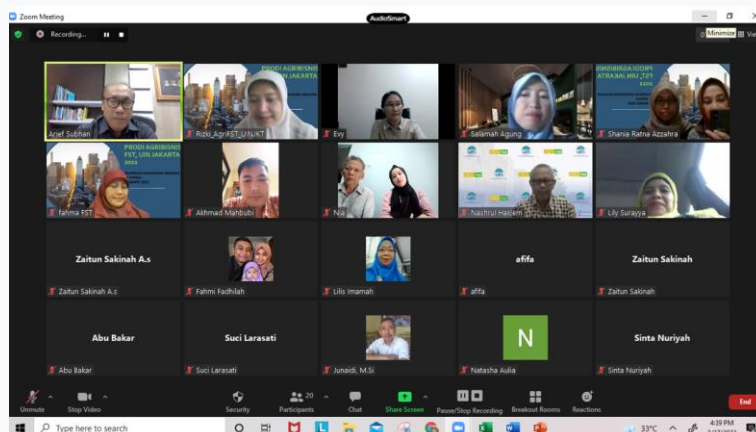 Zoom Meeting
AudioSmart
Recording...
Minimize
View
PRODI AGRIBISNIS
Arief Subhan
Rizki_Agr FST_UINJKT
Evy
Salamah Agung
Shania Ratna Azzahra
PRODI AGRIBISNIS
FST, UIN JAKARTA
2022
fahma FST
Akhmad Mahbubi
Nia
Nashrul Hakiem
Lily Surayya
Zaitun Sakinah A.s
afifa
Zaitun Sakinah
Zaitun Sakinah A.s
Fahmi Fadhilah
Lilis Imamah
afifa
Zaitun Sakinah
Abu Bakar
Suci Larasati
N
Sinta Nuriyah
Abu Bakar
Suci Larasati
Junaidi, M.Si
Natasha Aulia
Sinta Nuriyah
20
Unmute
Stop Video
Security
Participants
Chat
Share Screen
Pause/Stop Recording
Breakout Rooms
Reactions
End
Type here to search
33°C
4:39 PM